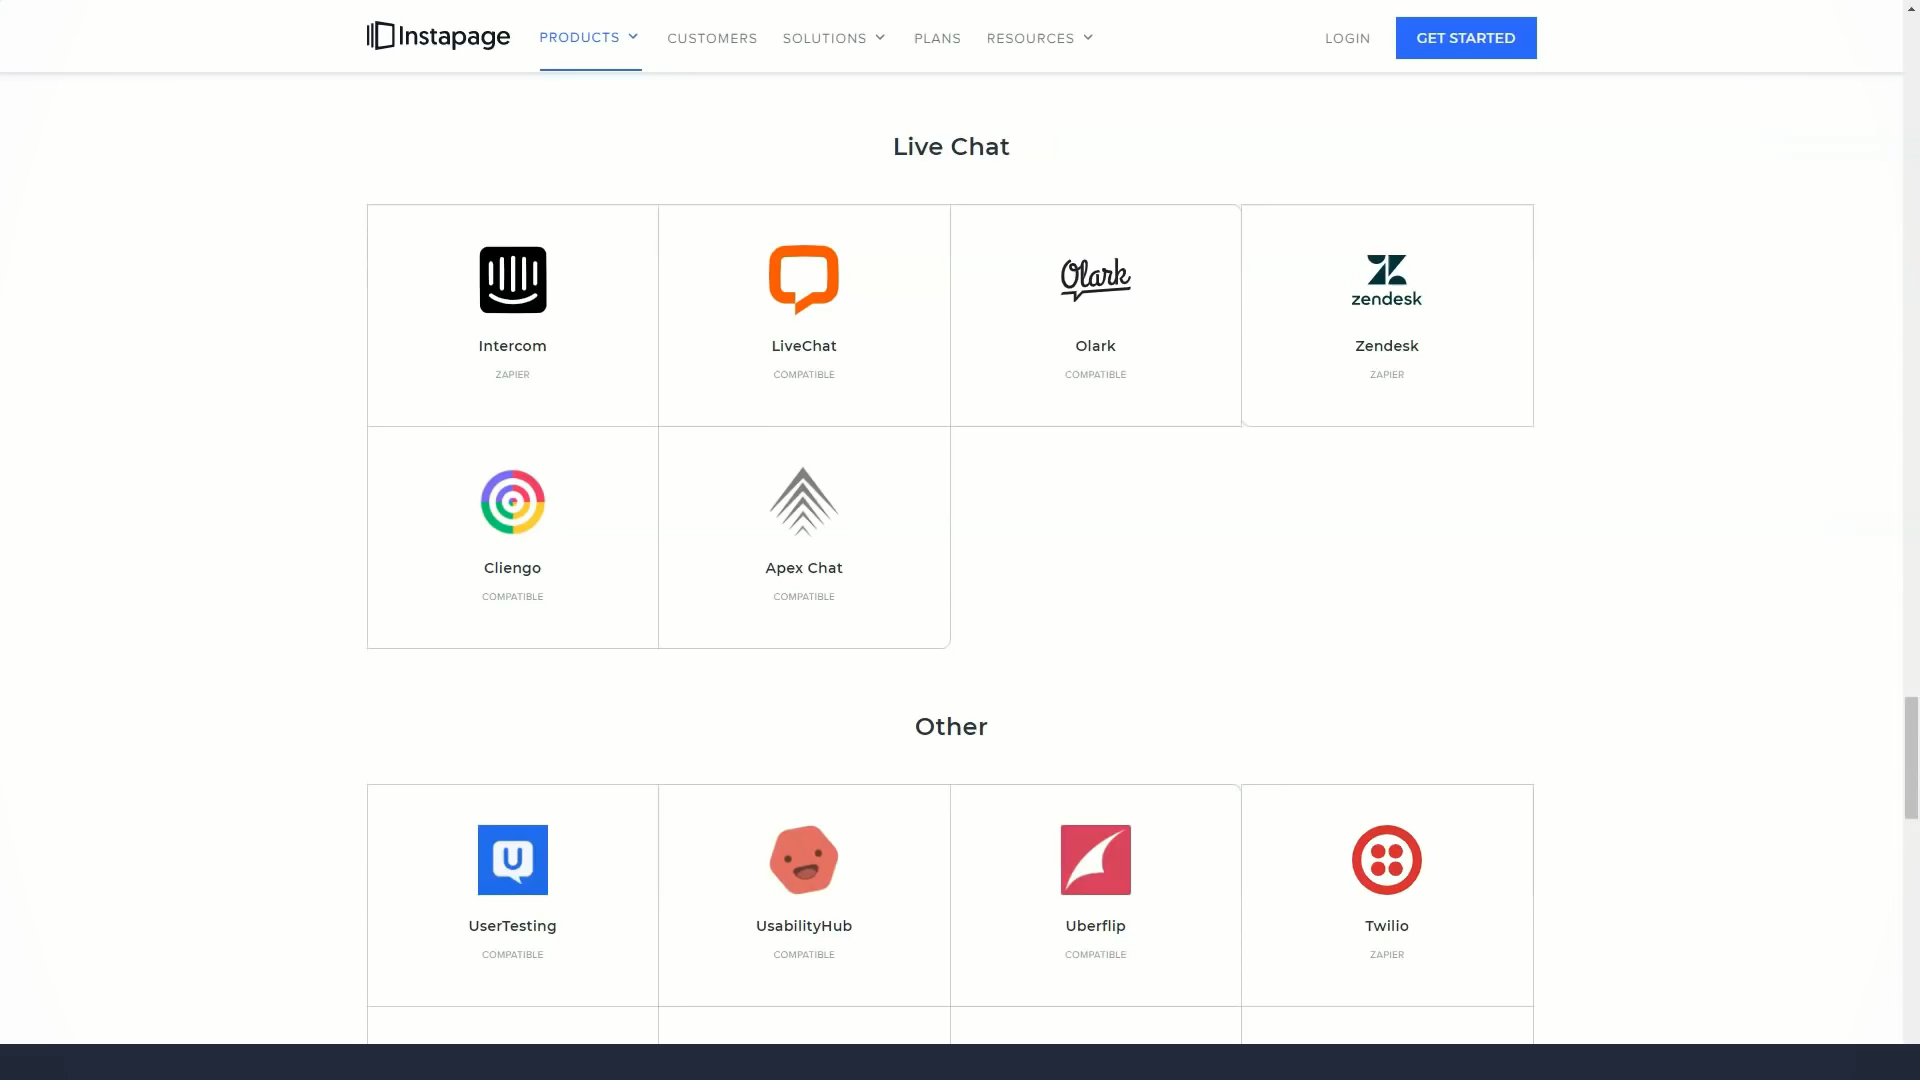 Instapage PRODUCTS CUSTOMERS SOLUTIONS PLANS RESOURCES LOGIN GET STARTED
Live Chat
Olark
zendesk
Intercom LiveChat Olark Zendesk
ZAPIER COMPATIBLE COMPATIBLE ZAPIER
Cliengo Apex Chat
COMPATIBLE COMPATIBLE
Other
U
UserTesting UsabilityHub Uberflip Twilio
COMPATIBLE COMPATIBLE COMPATIBLE ZAPIER